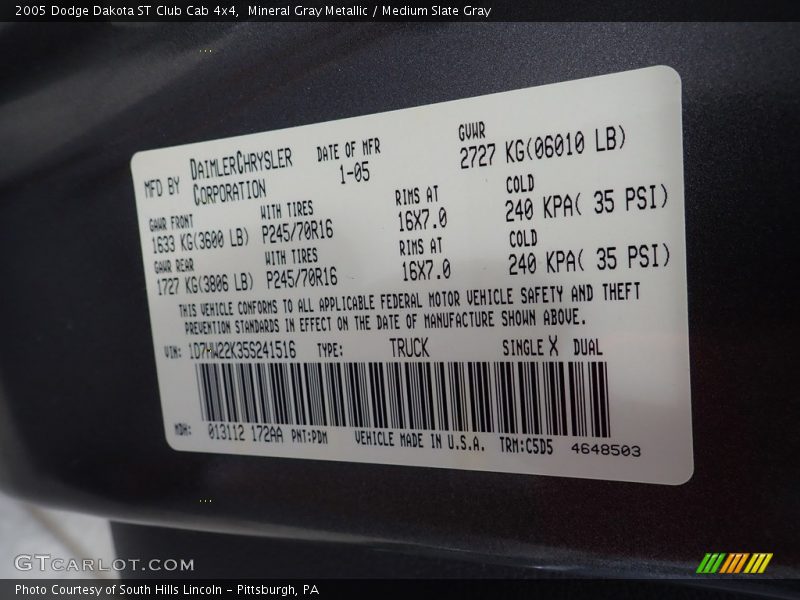 2005 Dodge Dakota ST Club Cab 4x4, Mineral Gray Metallic / Medium Slate Gray
MFD BY DAIMLERCHRYSLER CORPORATION DATE OF MFR 1-05 GVWR 2727 KG(06010 LB)
GAWR FRONT WITH TIRES RIMS AT COLD
1633 KG(3600 LB) P245/70R16 16X7.0 240 KPA( 35 PSI)
GAWR REAR WITH TIRES RIMS AT COLD
1727 KG(3806 LB) P245/70R16 16X7.0 240 KPA( 35 PSI)
THIS VEHICLE CONFORMS TO ALL APPLICABLE FEDERAL MOTOR VEHICLE SAFETY AND THEFT
PREVENTION STANDARDS IN EFFECT ON THE DATE OF MANUFACTURE SHOWN ABOVE.
VIN: 1D7HW22K35S241516 TYPE: TRUCK SINGLE X DUAL
MDH: 013112 172AA PNT:PDM VEHICLE MADE IN U.S.A. TRM:C5D5 4648503
GTCARLOT.COM
Photo Courtesy of South Hills Lincoln - Pittsburgh, PA